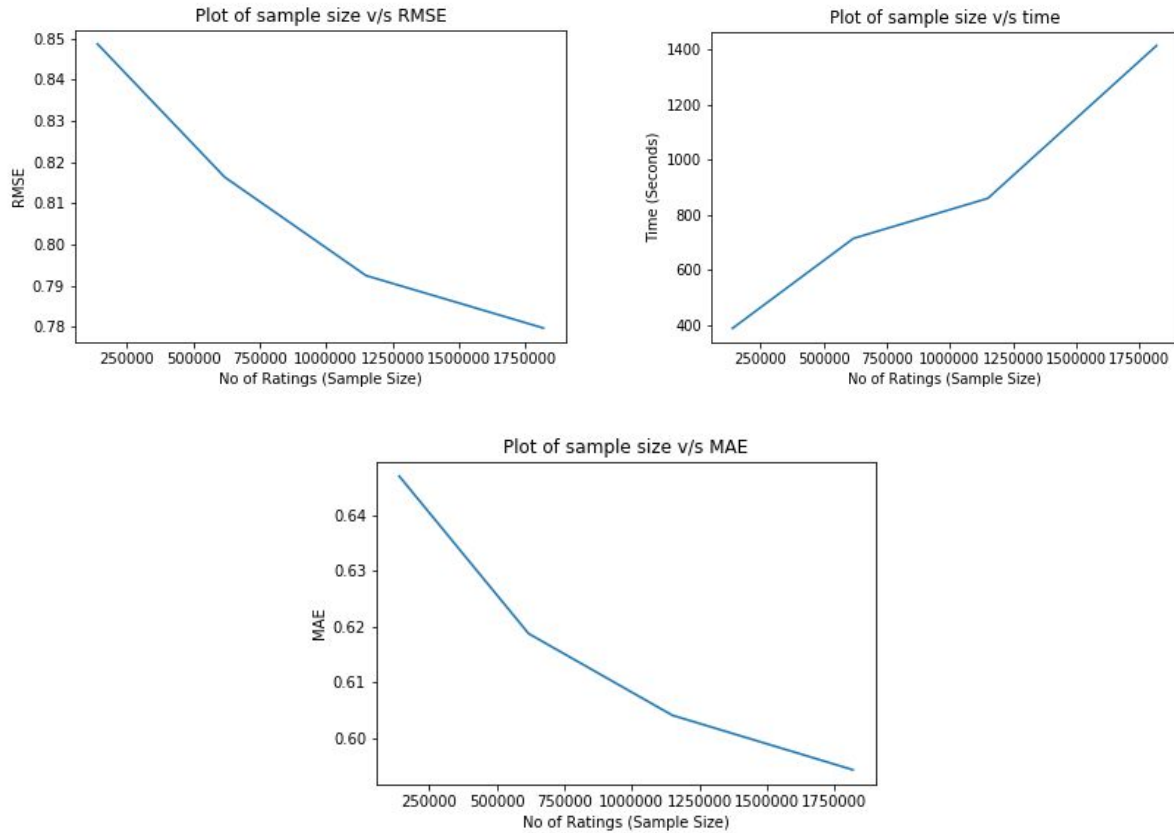 Plot of sample size v/s RMSE
0.85
0.84
0.83
0.82
0.81
0.80
0.79
0.78
RMSE
250000 500000 750000 1000000 1250000 1500000 1750000
No of Ratings (Sample Size)
Plot of sample size v/s time
1400
1200
1000
800
600
400
Time (Seconds)
250000 500000 750000 1000000 1250000 1500000 1750000
No of Ratings (Sample Size)
Plot of sample size v/s MAE
0.64
0.63
0.62
0.61
0.60
MAE
250000 500000 750000 1000000 1250000 1500000 1750000
No of Ratings (Sample Size)